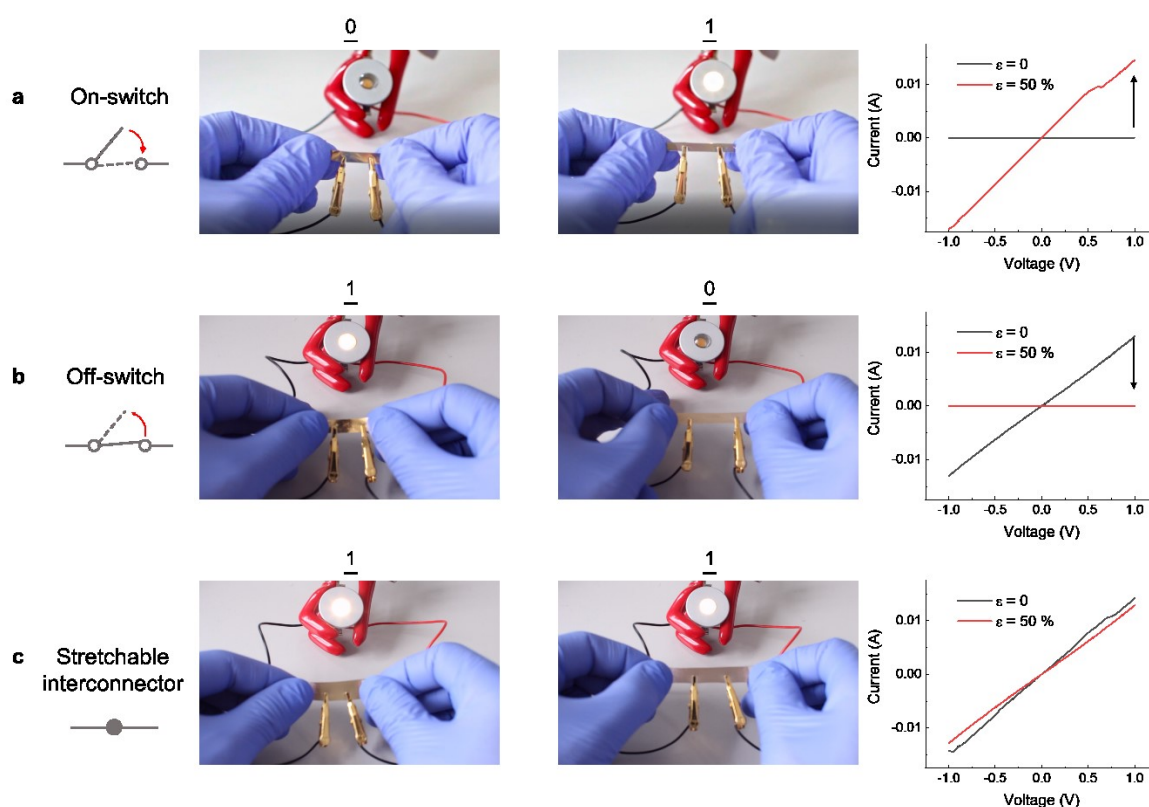 0
1
a
On-switch
ε = 0
ε = 50 %
0.01
0.00
-0.01
Current (A)
-1.0 -0.5 0.0 0.5 1.0
Voltage (V)
1
0
b
Off-switch
ε = 0
ε = 50 %
0.01
0.00
-0.01
Current (A)
-1.0 -0.5 0.0 0.5 1.0
Voltage (V)
1
1
c
Stretchable
interconnector
ε = 0
ε = 50 %
0.01
0.00
-0.01
Current (A)
-1.0 -0.5 0.0 0.5 1.0
Voltage (V)